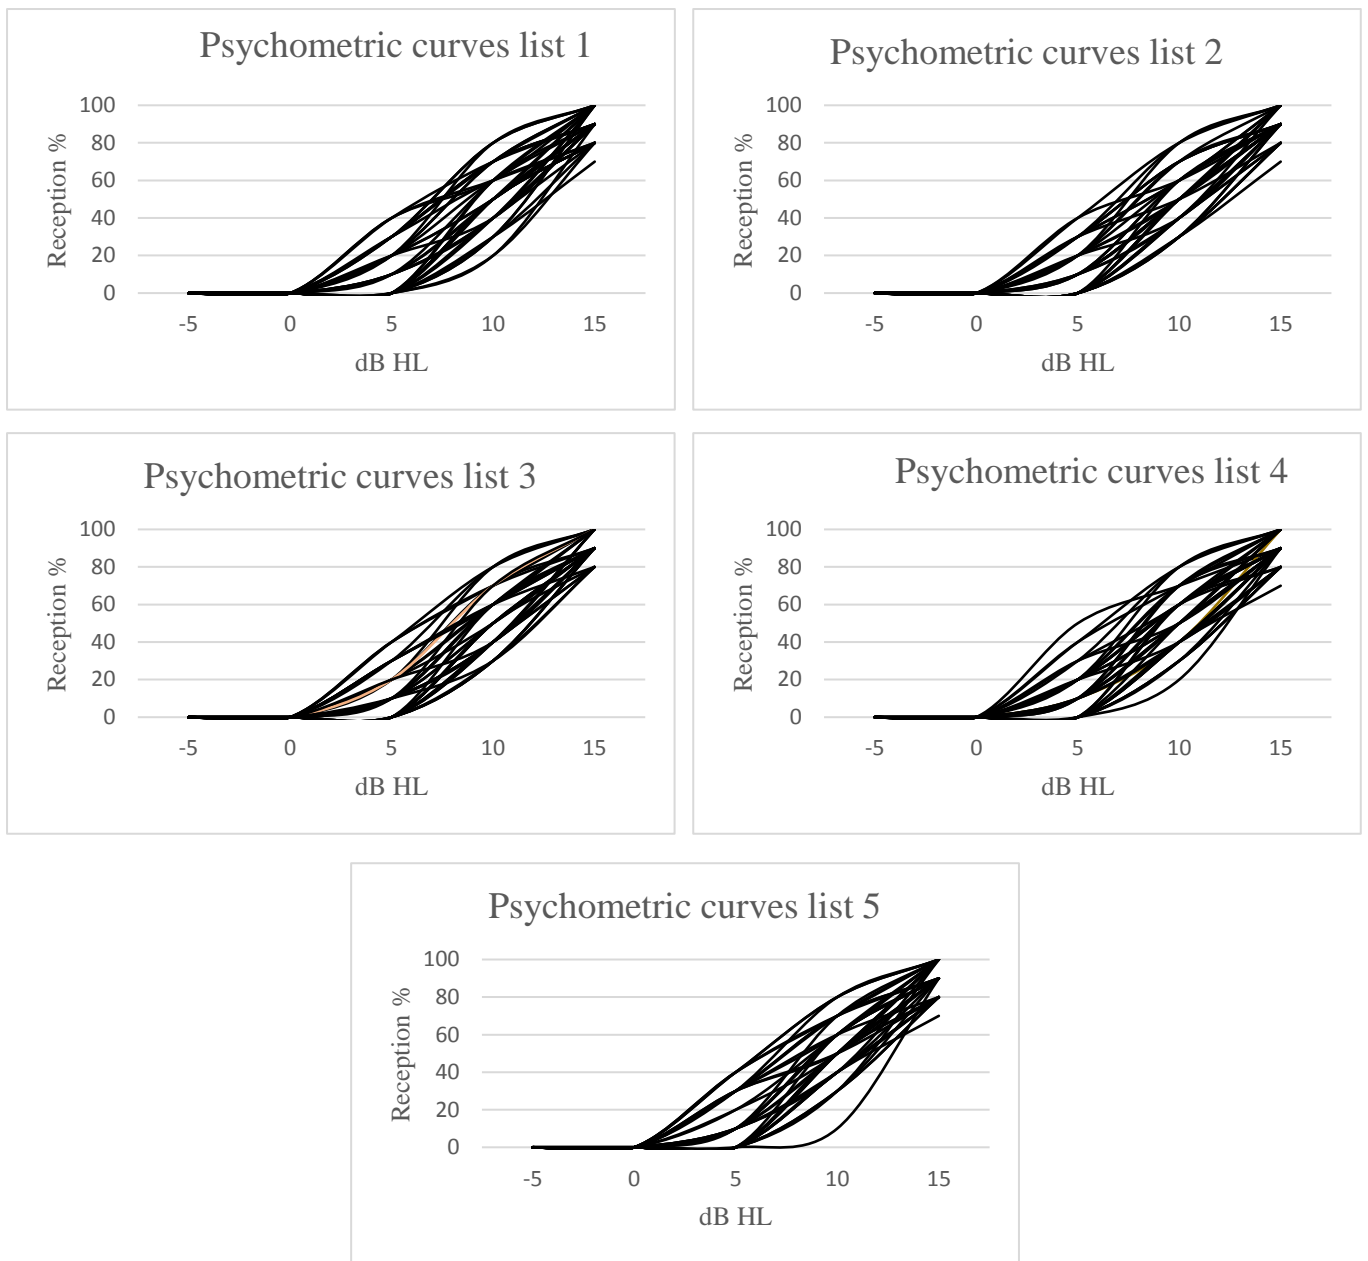 Psychometric curves list 1
100
80
60
40
20
0
Reception %
-5 0 5 10 15
dB HL
Psychometric curves list 2
100
80
60
40
20
0
Reception %
-5 0 5 10 15
dB HL
Psychometric curves list 3
100
80
60
40
20
0
Reception %
-5 0 5 10 15
dB HL
Psychometric curves list 4
100
80
60
40
20
0
Reception %
-5 0 5 10 15
dB HL
Psychometric curves list 5
100
80
60
40
20
0
Reception %
-5 0 5 10 15
dB HL